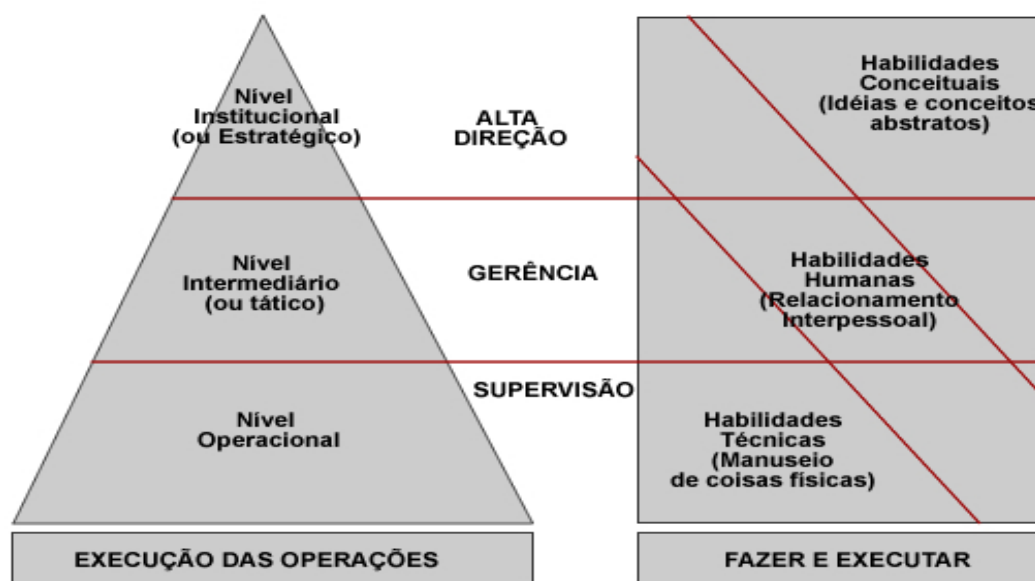 Nível
Institucional
(ou Estratégico)
ALTA
DIREÇÃO
Habilidades
Conceituais
(Idéias e conceitos
abstratos)
Nível
Intermediário
(ou tático)
GERÊNCIA
Habilidades
Humanas
(Relacionamento
Interpessoal)
SUPERVISÃO
Nível
Operacional
Habilidades
Técnicas
(Manuseio
de coisas físicas)
EXECUÇÃO DAS OPERAÇÕES
FAZER E EXECUTAR